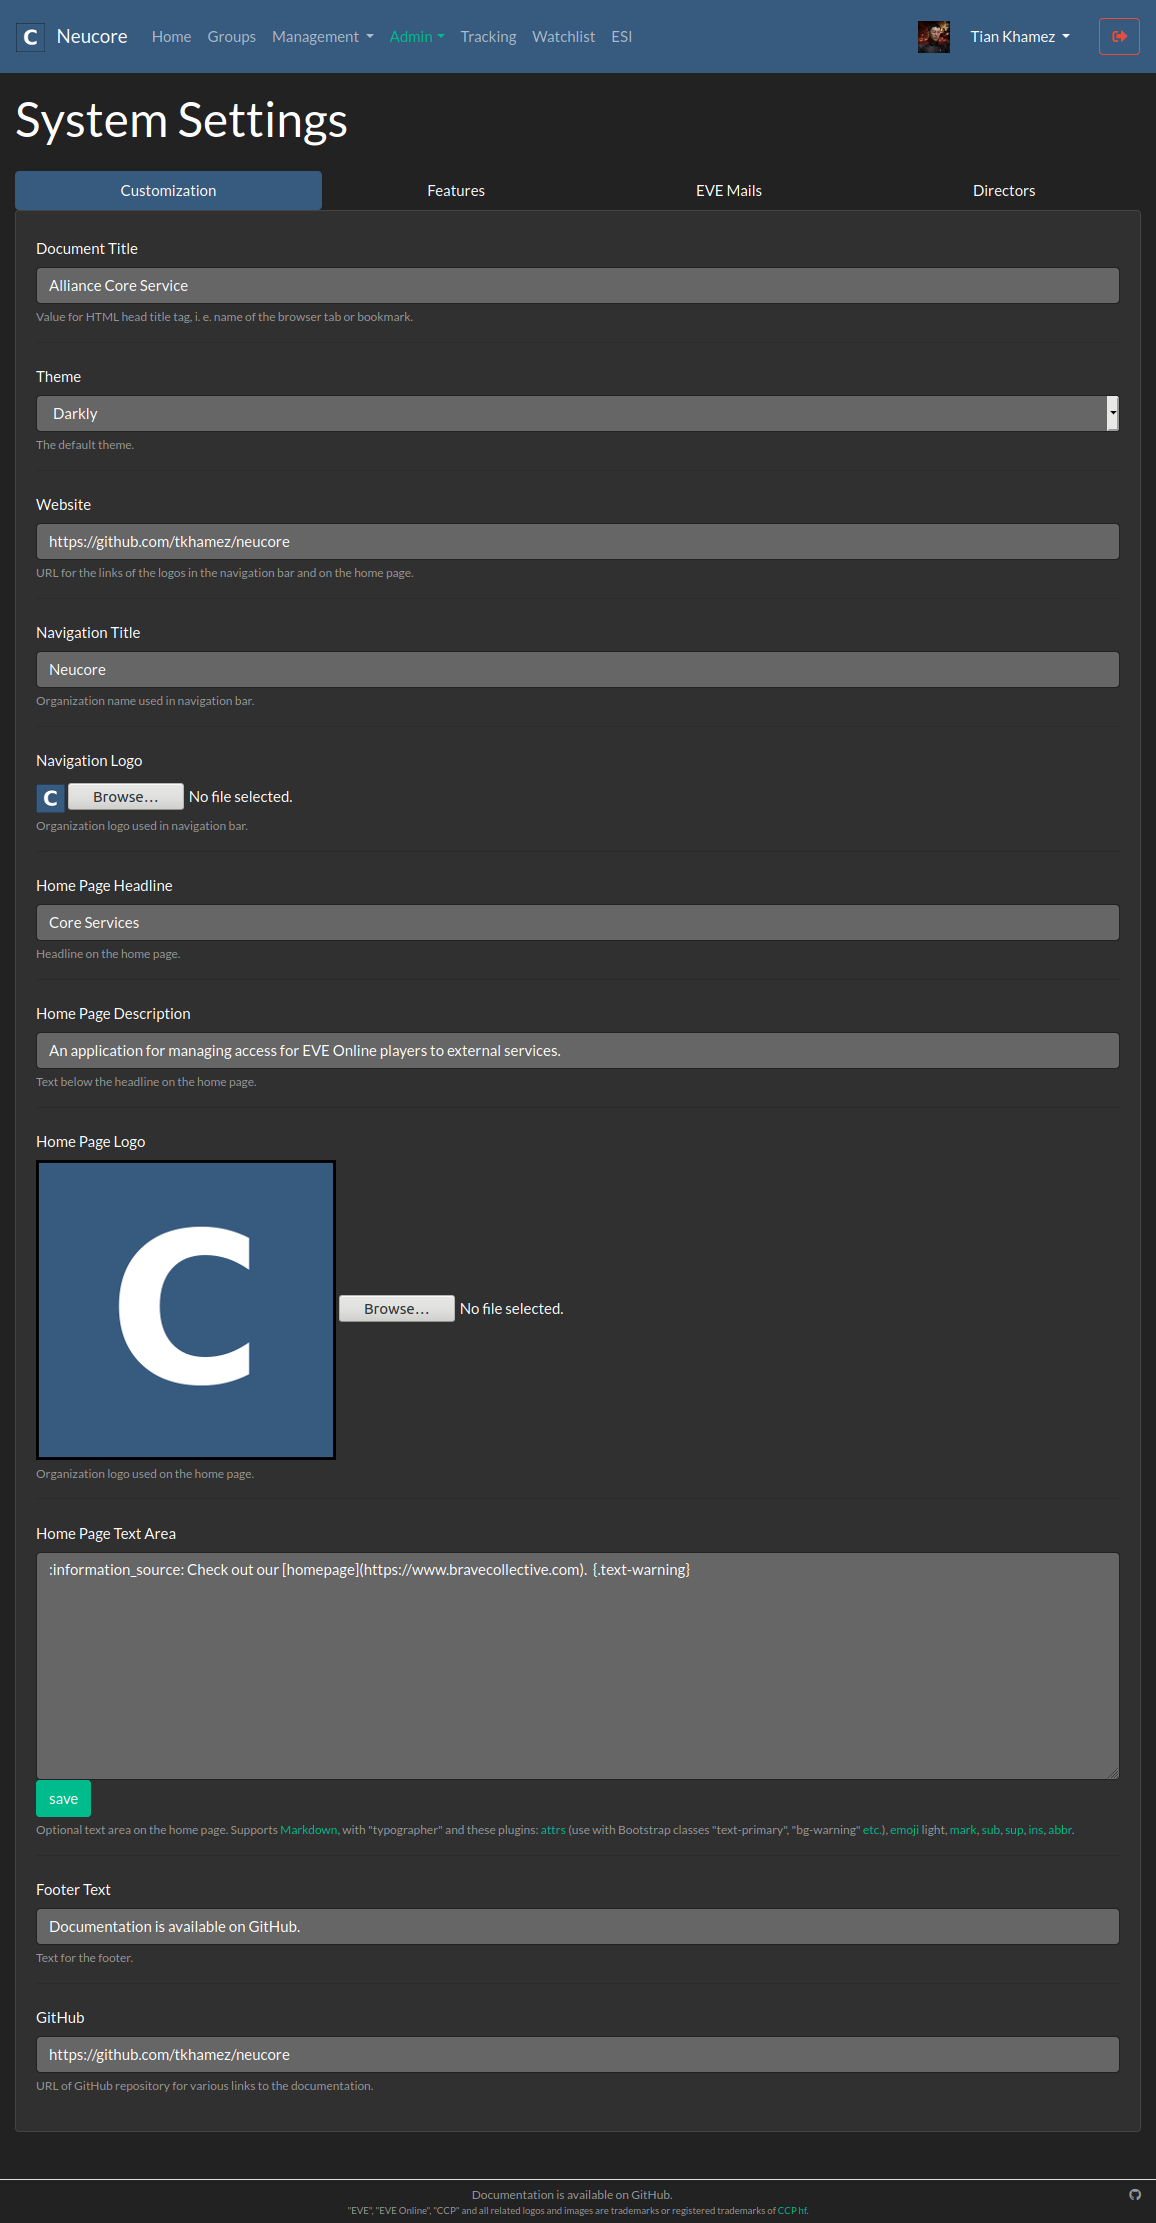 C Neucore Home Groups Management Admin Tracking Watchlist ESI Tian Khamez
System Settings
Customization Features EVE Mails Directors
Document Title
Alliance Core Service
Value for HTML head title tag, i. e. name of the browser tab or bookmark.
Theme
Darkly
The default theme.
Website
https://github.com/tkhamez/neucore
URL for the links of the logos in the navigation bar and on the home page.
Navigation Title
Neucore
Organization name used in navigation bar.
Navigation Logo
C Browse... No file selected.
Organization logo used in navigation bar.
Home Page Headline
Core Services
Headline on the home page.
Home Page Description
An application for managing access for EVE Online players to external services.
Text below the headline on the home page.
Home Page Logo
C Browse... No file selected.
Organization logo used on the home page.
Home Page Text Area
:information_source: Check out our [homepage](https://www.bravecollective.com). {.text-warning}
save
Optional text area on the home page. Supports Markdown, with "typographer" and these plugins: attrs (use with Bootstrap classes "text-primary", "bg-warning" etc.), emoji light, mark, sub, sup, ins, abbr.
Footer Text
Documentation is available on GitHub.
Text for the footer.
GitHub
https://github.com/tkhamez/neucore
URL of GitHub repository for various links to the documentation.
Documentation is available on GitHub.
"EVE", "EVE Online", "CCP" and all related logos and images are trademarks or registered trademarks of CCP hf.